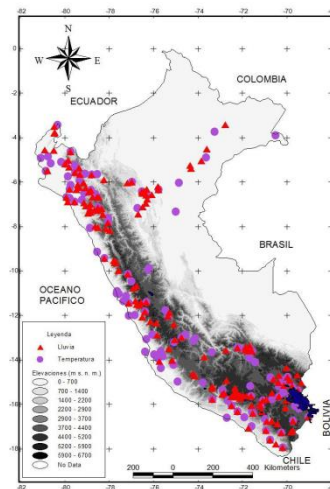 -82 -80 -78 -76 -74 -72 -70
0
-2
-4
-6
-8
-10
-12
-14
-16
-18
N
W E
S
COLOMBIA
ECUADOR
BRASIL
OCEANO
PACIFICO
BOLIVIA
CHILE
Leyenda
Lluvia
Temperatura
Elevaciones (m s. n. m.)
0 - 700
700 - 1400
1400 - 2200
2200 - 2900
2900 - 3700
3700 - 4400
4400 - 5200
5200 - 5900
5900 - 6700
No Data
200 0 200 400 Kilometers